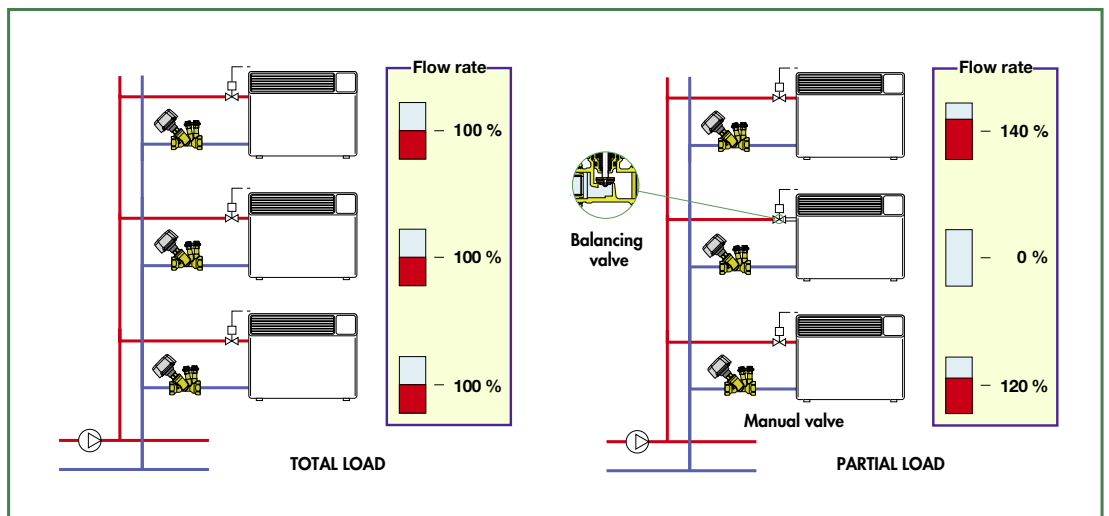 Flow rate
100 %
100 %
100 %
TOTAL LOAD
Flow rate
140 %
Balancing
valve
0 %
120 %
Manual valve
PARTIAL LOAD